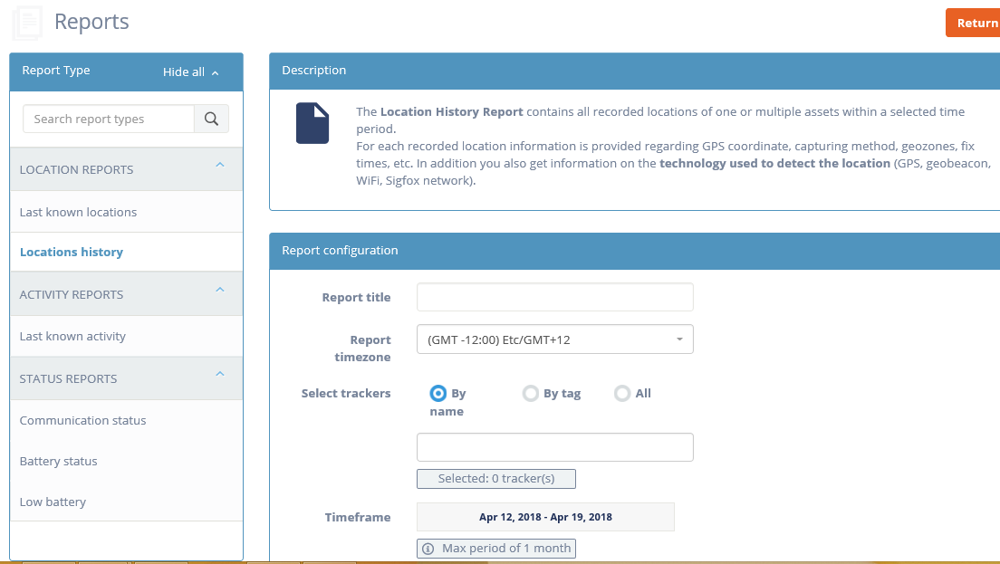 Reports
Return
Report Type
Hide all
Search report types
LOCATION REPORTS
Last known locations
Locations history
ACTIVITY REPORTS
Last known activity
STATUS REPORTS
Communication status
Battery status
Low battery
Description
The Location History Report contains all recorded locations of one or multiple assets within a selected time
period.
For each recorded location information is provided regarding GPS coordinate, capturing method, geozones, fix
times, etc. In addition you also get information on the technology used to detect the location (GPS, geobeacon,
WiFi, Sigfox network).
Report configuration
Report title
Report
timezone
(GMT -12:00) Etc/GMT+12
Select trackers
By
name
By tag
All
Selected: 0 tracker(s)
Timeframe
Apr 12, 2018 - Apr 19, 2018
Max period of 1 month